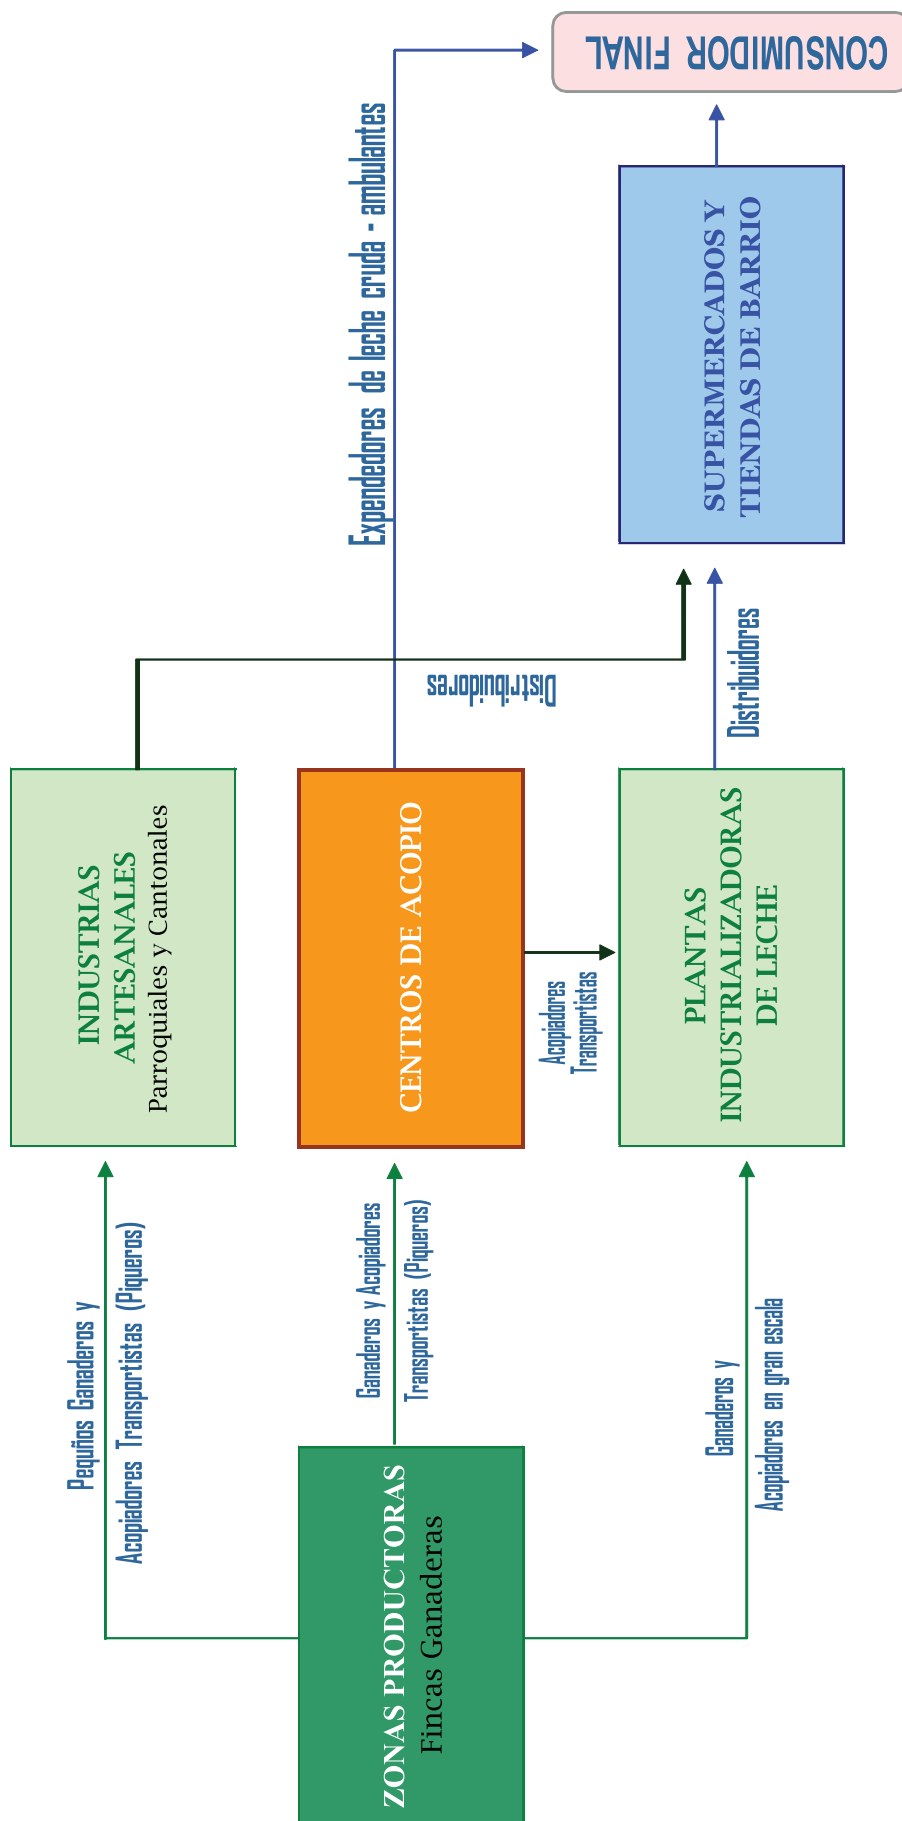 ZONAS PRODUCTORAS
Fincas Ganaderas
Pequños Ganaderos y
Acopiadores Transportistas (Piqueros)
Ganaderos y Acopiadores
Transportistas (Piqueros)
Ganaderos y
Acopiadores en gran escala
INDUSTRIAS
ARTESANALES
Parroquiales y Cantonales
CENTROS DE ACOPIO
Acopiadores
Transportistas
PLANTAS
INDUSTRIALIZADORAS
DE LECHE
Distribuidores
Distribuidores
Expendedores de leche cruda - ambulantes
SUPERMERCADOS Y
TIENDAS DE BARRIO
CONSUMIDOR FINAL